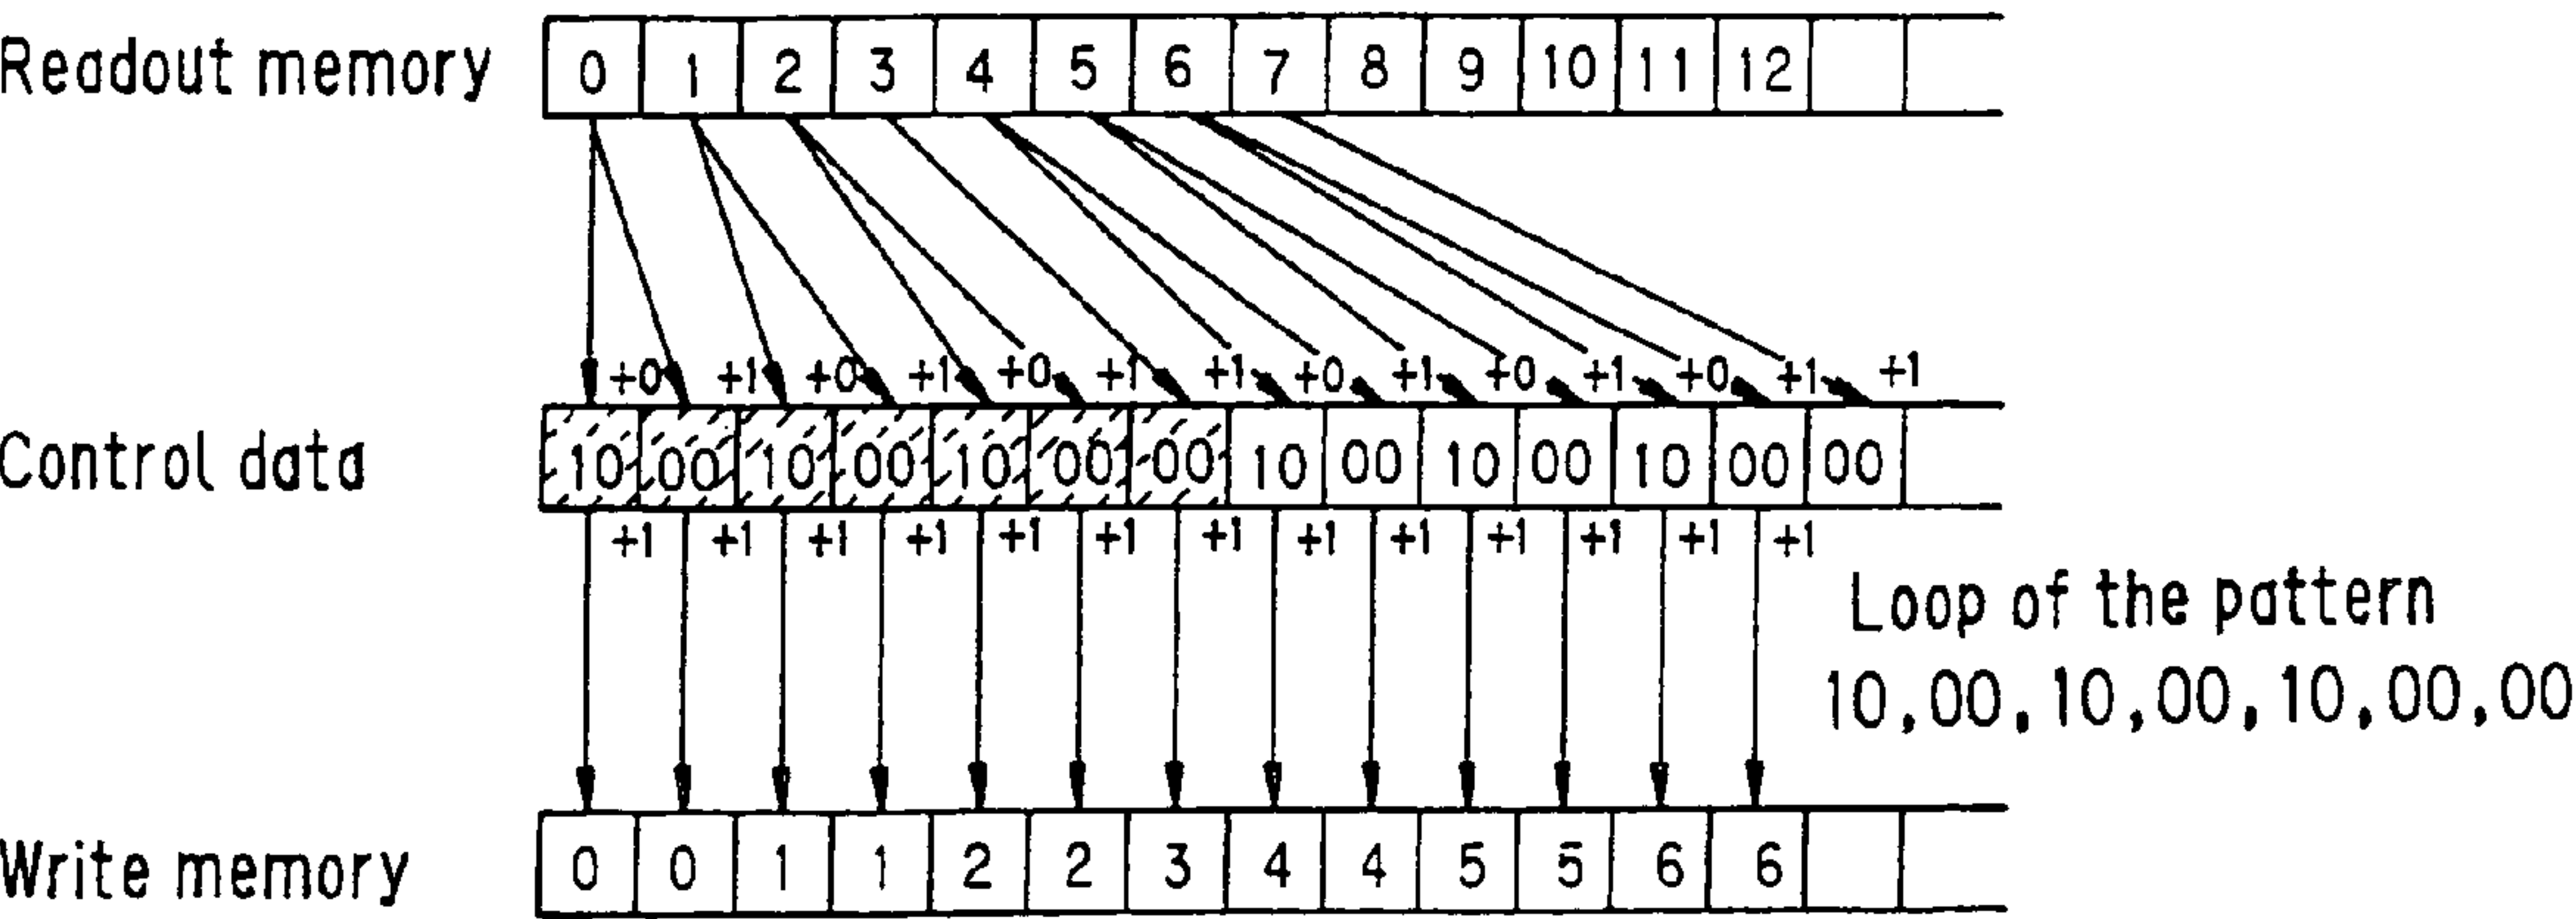 Readout memory 0 1 2 3 4 5 6 7 8 9 10 11 12
+0 +1 +0 +1 +0 +1 +1 +0 +1 +0 +1 +0 +1 +1
Control data 10 00 10 00 10 00 00 10 00 10 00 10 00 00
+1 +1 +1 +1 +1 +1 +1 +1 +1 +1 +1 +1 +1
Loop of the pattern
10,00,10,00,10,00,00
Write memory 0 0 1 1 2 2 3 4 4 5 5 6 6